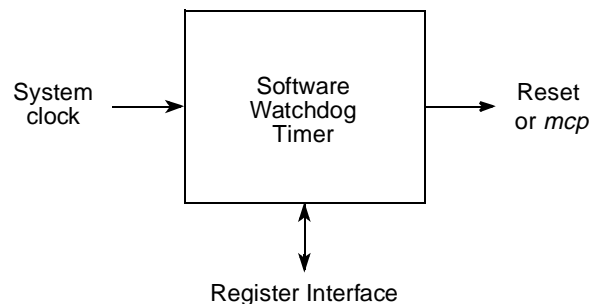 System
clock
Software
Watchdog
Timer
Reset
or mcp
Register Interface